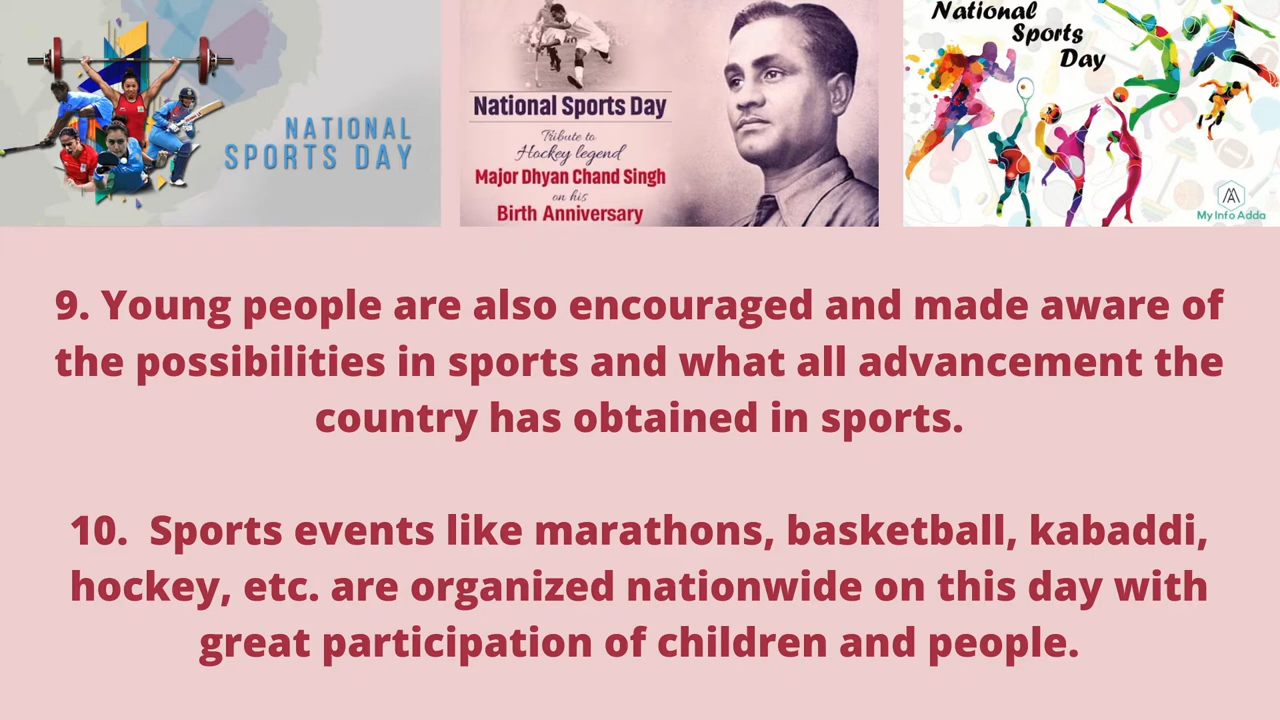 NATIONAL
SPORTS DAY
National Sports Day
Tribute to
Hockey legend
Major Dhyan Chand Singh
on his
Birth Anniversary
National
Sports
Day
My Info Adda
9. Young people are also encouraged and made aware of
the possibilities in sports and what all advancement the
country has obtained in sports.
10. Sports events like marathons, basketball, kabaddi,
hockey, etc. are organized nationwide on this day with
great participation of children and people.